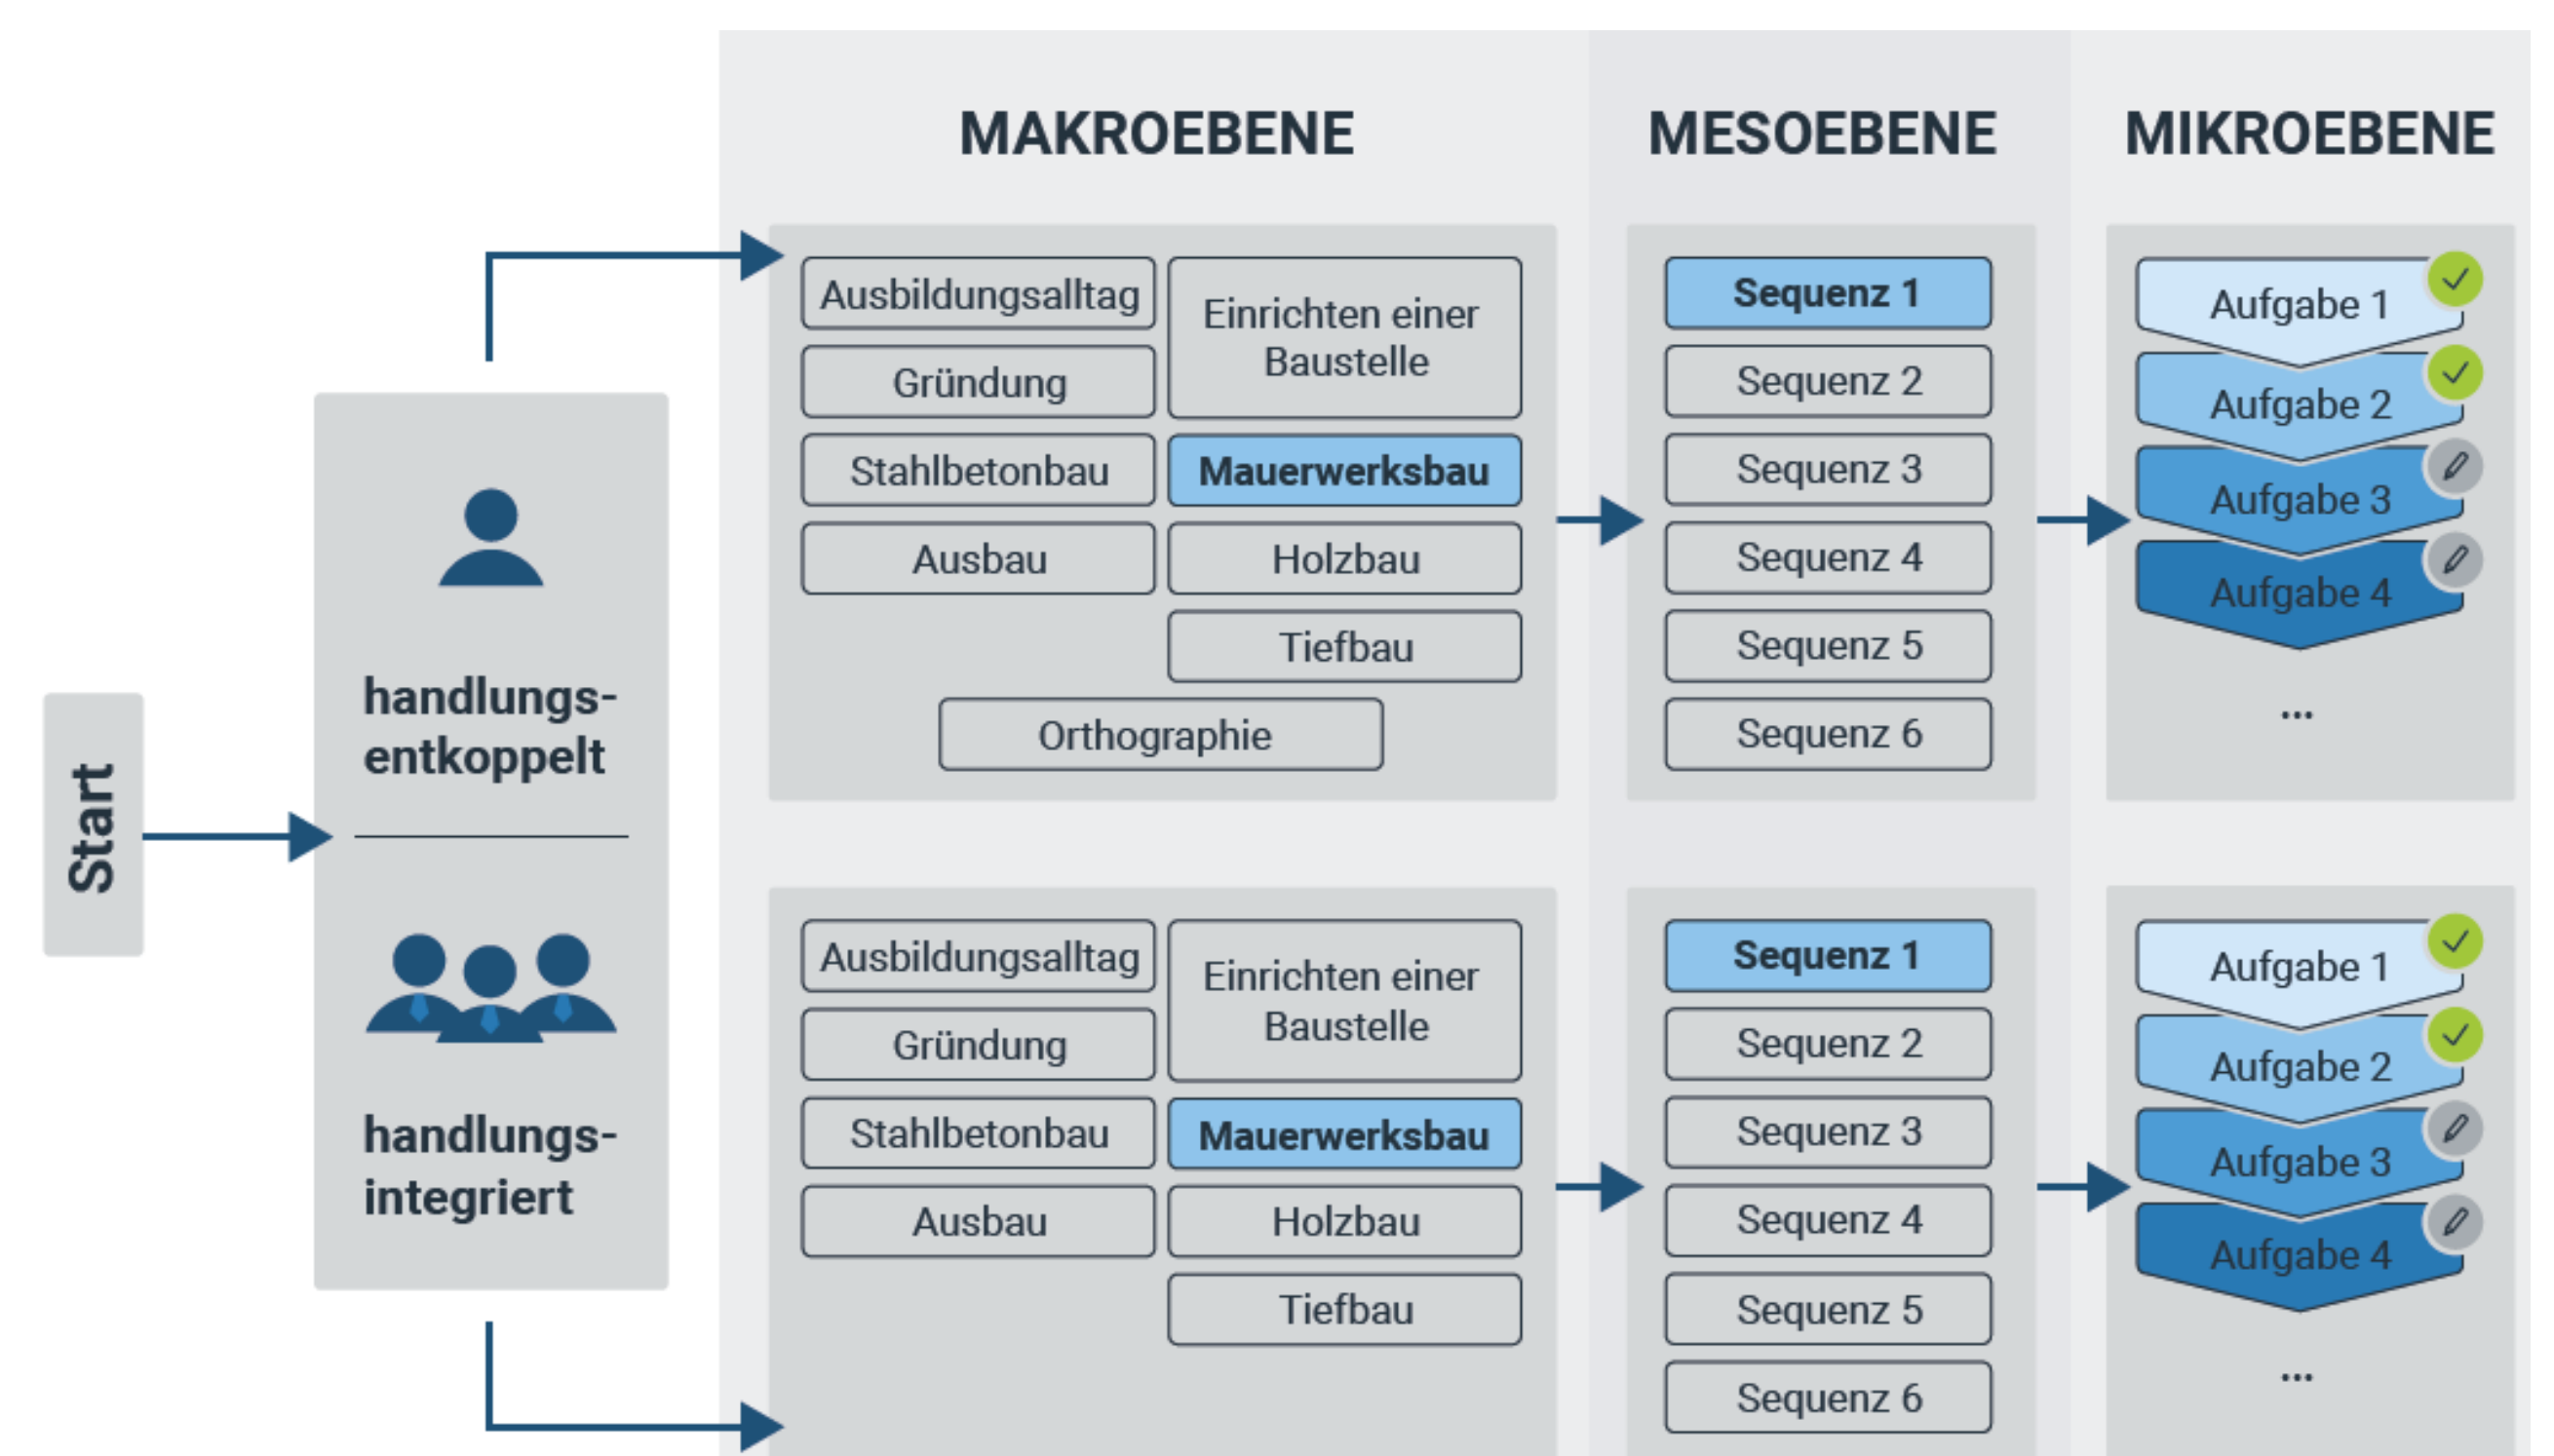 Start
handlungs-
entkoppelt
handlungs-
integriert
MAKROEBENE
Ausbildungsalltag
Gründung
Stahlbetonbau
Ausbau
Einrichten einer
Baustelle
Mauerwerksbau
Holzbau
Tiefbau
Orthographie
MESOEBENE
Sequenz 1
Sequenz 2
Sequenz 3
Sequenz 4
Sequenz 5
Sequenz 6
MIKROEBENE
Aufgabe 1
Aufgabe 2
Aufgabe 3
Aufgabe 4
...
Ausbildungsalltag
Gründung
Stahlbetonbau
Ausbau
Einrichten einer
Baustelle
Mauerwerksbau
Holzbau
Tiefbau
Sequenz 1
Sequenz 2
Sequenz 3
Sequenz 4
Sequenz 5
Sequenz 6
Aufgabe 1
Aufgabe 2
Aufgabe 3
Aufgabe 4
...